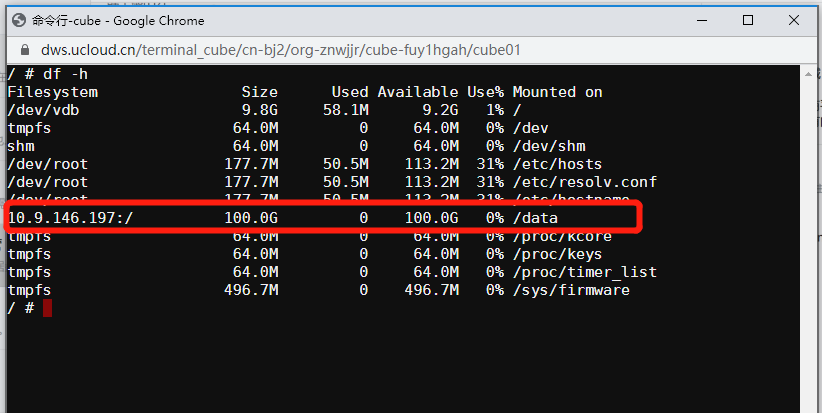 命令行-cube - Google Chrome
dws.ucloud.cn/terminal_cube/cn-bj2/org-znwjjr/cube-fuy1hgah/cube01
/ # df -h
Filesystem Size Used Available Use% Mounted on
/dev/vdb 9.8G 58.1M 9.2G 1% /
tmpfs 64.0M 0 64.0M 0% /dev
shm 64.0M 0 64.0M 0% /dev/shm
/dev/root 177.7M 50.5M 113.2M 31% /etc/hosts
/dev/root 177.7M 50.5M 113.2M 31% /etc/resolv.conf
/dev/root 177.7M 50.5M 113.2M 31% /etc/hostname
10.9.146.197:/ 100.0G 0 100.0G 0% /data
tmpfs 64.0M 0 64.0M 0% /proc/kcore
tmpfs 64.0M 0 64.0M 0% /proc/keys
tmpfs 64.0M 0 64.0M 0% /proc/timer_list
tmpfs 496.7M 0 496.7M 0% /sys/firmware
/ #